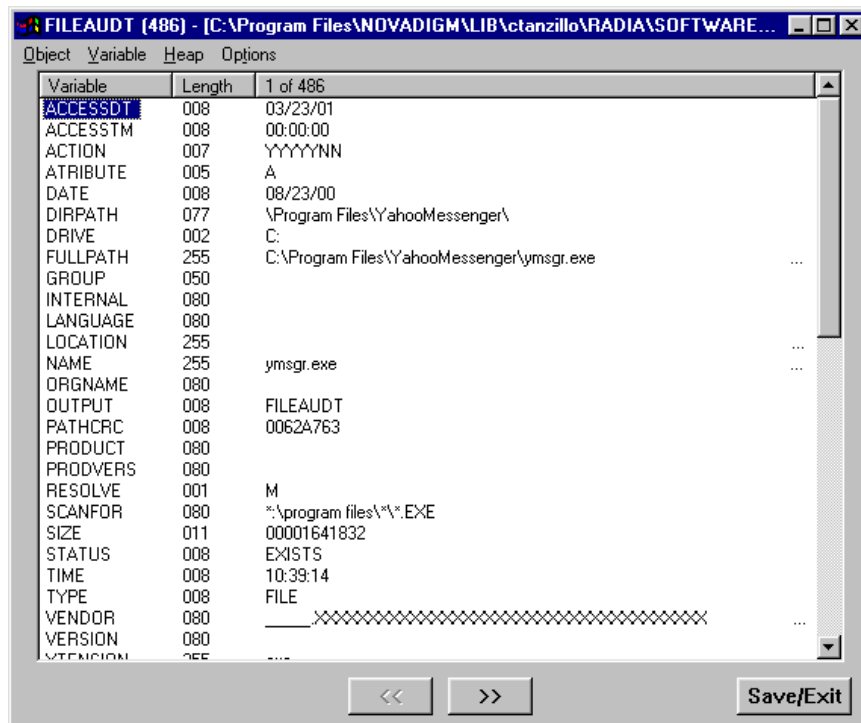 FILEAUDT (486) - [C:\Program Files\NOVADIGM\LIB\ctanzillo\RADIA\SOFTWARE...
Object Variable Heap Options
Variable Length 1 of 486
ACCESSDT 008 03/23/01
ACCESSTM 008 00:00:00
ACTION 007 YYYYYNN
ATRIBUTE 005 A
DATE 008 08/23/00
DIRPATH 077 \Program Files\YahooMessenger\
DRIVE 002 C:
FULLPATH 255 C:\Program Files\YahooMessenger\ymsgr.exe ...
GROUP 050
INTERNAL 080
LANGUAGE 080
LOCATION 255 ...
NAME 255 ymsgr.exe ...
ORGNAME 080
OUTPUT 008 FILEAUDT
PATHCRC 008 0062A763
PRODUCT 080
PRODVERS 080
RESOLVE 001 M
SCANFOR 080 *:\program files\*\*.EXE
SIZE 011 00001641832
STATUS 008 EXISTS
TIME 008 10:39:14
TYPE 008 FILE
VENDOR 080 ...
VERSION 080
<< >> Save/Exit